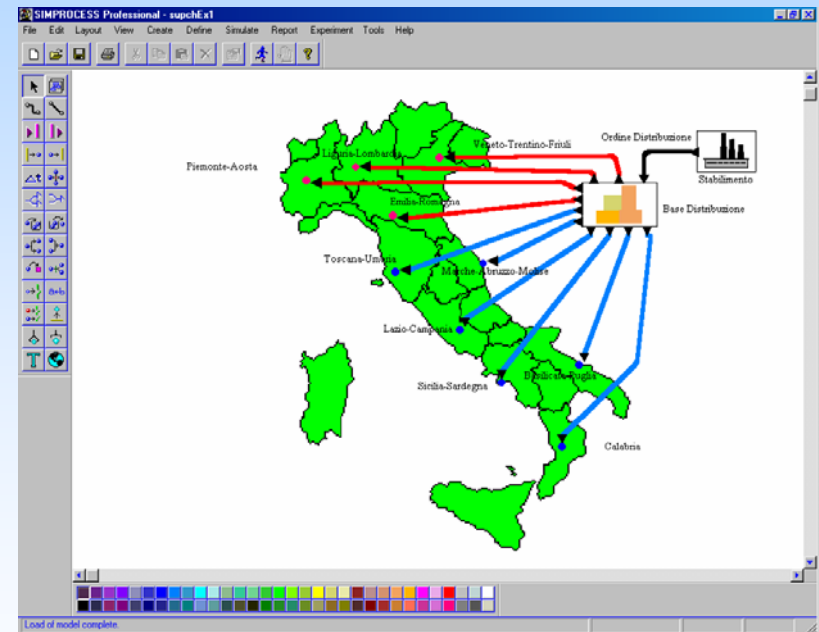 SIMPROCESS Professional - supchEx1
File Edit Layout View Create Define Simulate Report Experiment Tools Help
Ordine Distribuzione
Veneto-Trentino-Friuli
Liguria-Lombardia
Piemonte-Aosta
Stabilimento
Emilia-Romagna
Base Distribuzione
Toscana-Umbria
Marche-Abruzzo-Molise
Lazio-Campania
Basilicata-Puglia
Sicilia-Sardegna
Calabria
a+b
T
Load of model complete.